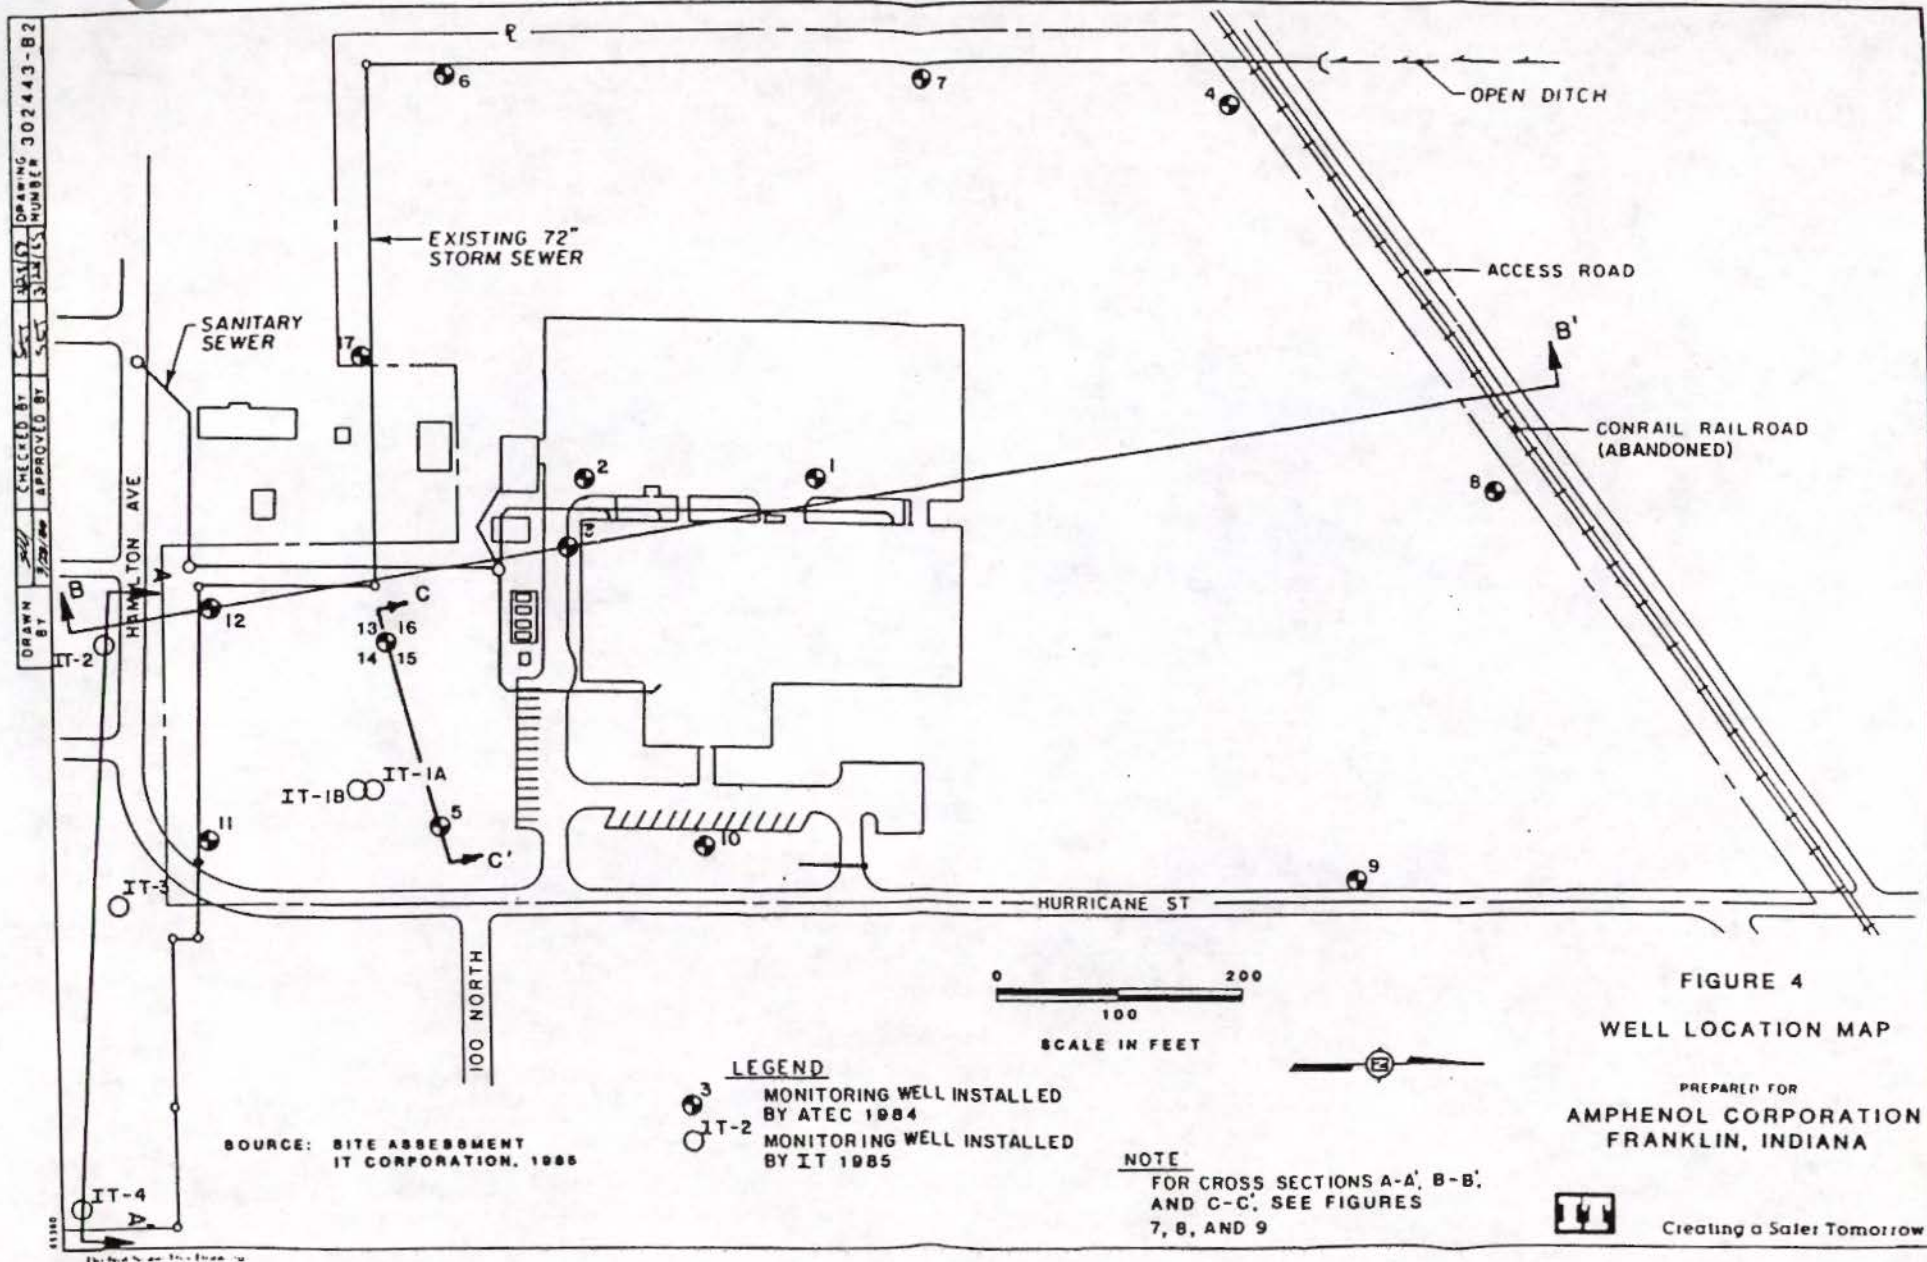 DRAWING NUMBER 302443-B2
CHECKED BY
APPROVED BY
DRAWN BY
6
7
4
OPEN DITCH
EXISTING 72"
STORM SEWER
ACCESS ROAD
SANITARY
SEWER
17
B'
CONRAIL RAILROAD
(ABANDONED)
2
1
8
3
HAMILTON AVE
A
B
12
C
13 16
14 15
IT-2
IT-1A
IT-1B
5
11
C'
10
IT-3
9
HURRICANE ST
100 NORTH
0 200
100
SCALE IN FEET
FIGURE 4
WELL LOCATION MAP
PREPARED FOR
AMPHENOL CORPORATION
FRANKLIN, INDIANA
LEGEND
3 MONITORING WELL INSTALLED
BY ATEC 1984
IT-2 MONITORING WELL INSTALLED
BY IT 1985
SOURCE: SITE ASSESSMENT
IT CORPORATION, 1985
NOTE
FOR CROSS SECTIONS A-A', B-B',
AND C-C', SEE FIGURES
7, 8, AND 9
IT-4
A'
N
Creating a Safer Tomorrow